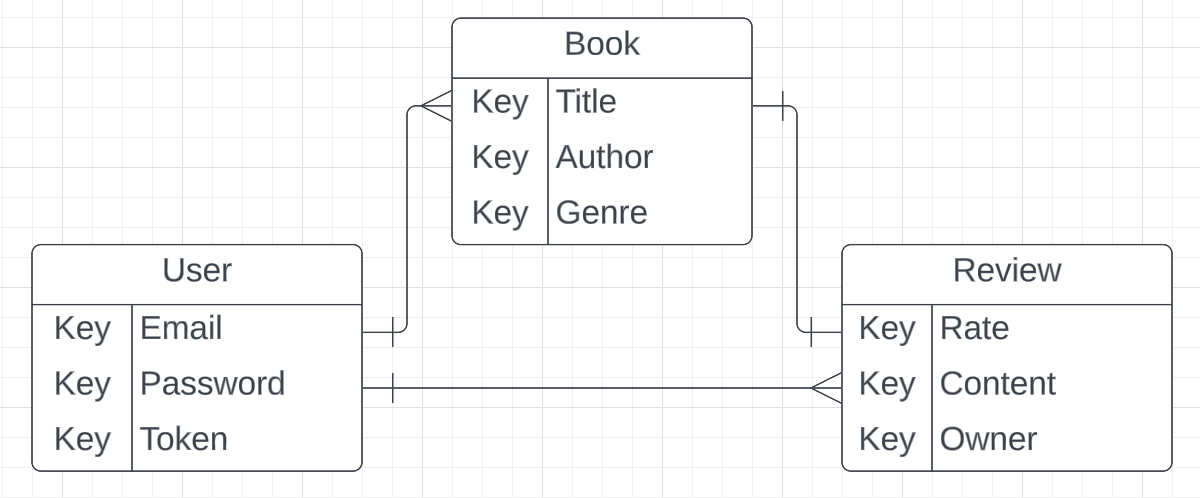 Book
Key Title
Key Author
Key Genre
User
Key Email
Key Password
Key Token
Review
Key Rate
Key Content
Key Owner